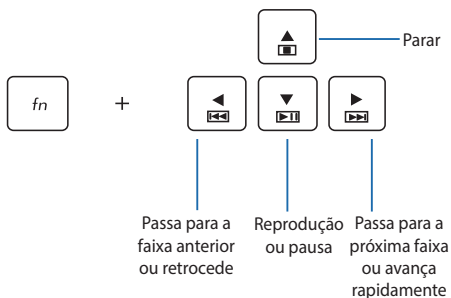 Parar
fn
+
Passa para a
faixa anterior
ou retrocede
Reprodução
ou pausa
Passa para a
próxima faixa
ou avança
rapidamente